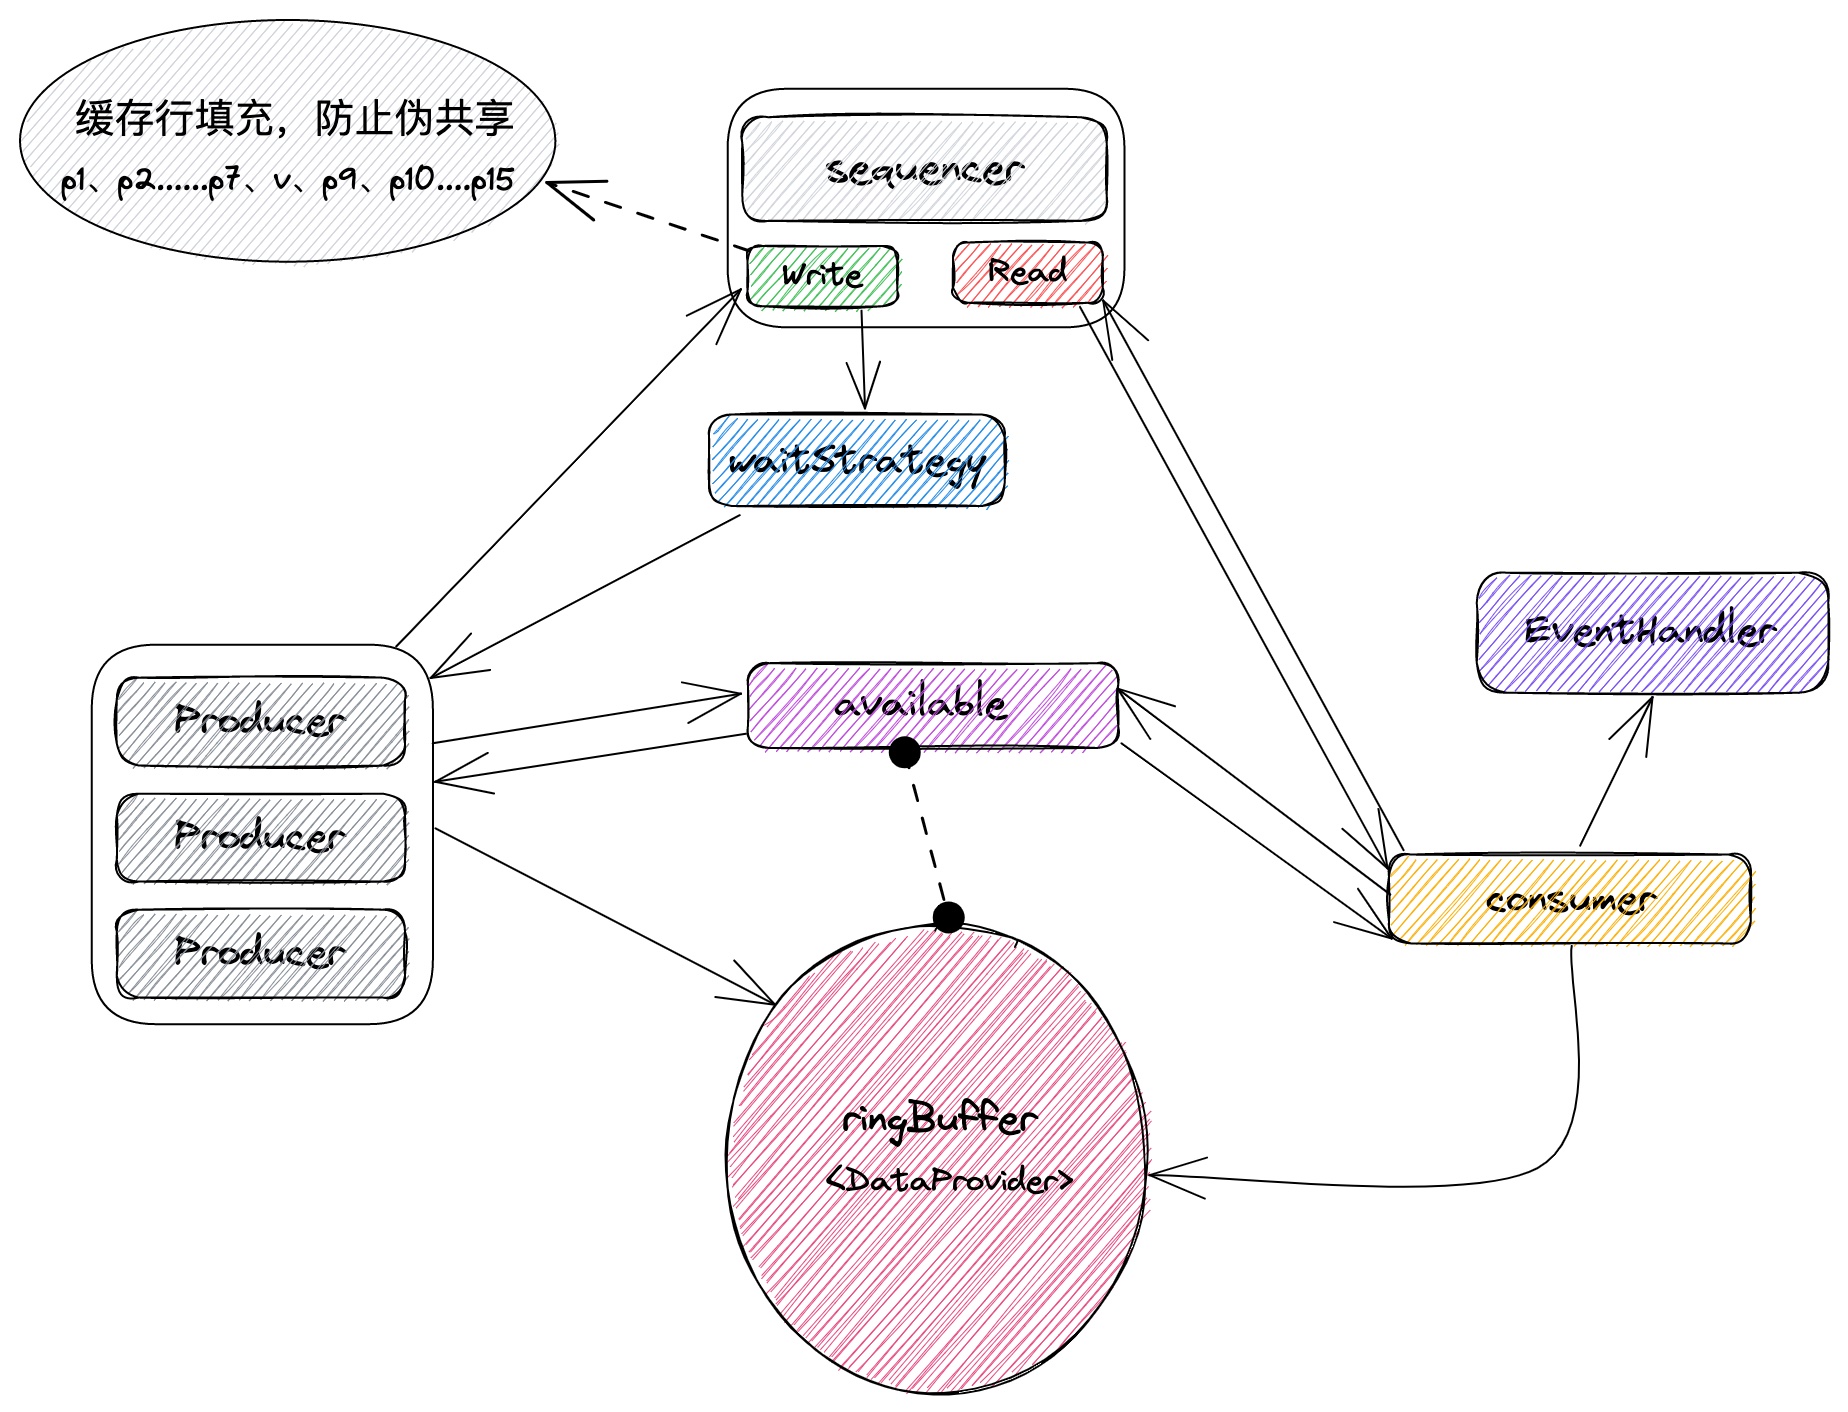 缓存行填充，防止伪共享
p1、p2......p7、v、p9、p10....p15
sequencer
Write
Read
waitStrategy
EventHandler
Producer
available
Producer
consumer
Producer
ringBuffer
<DataProvider>